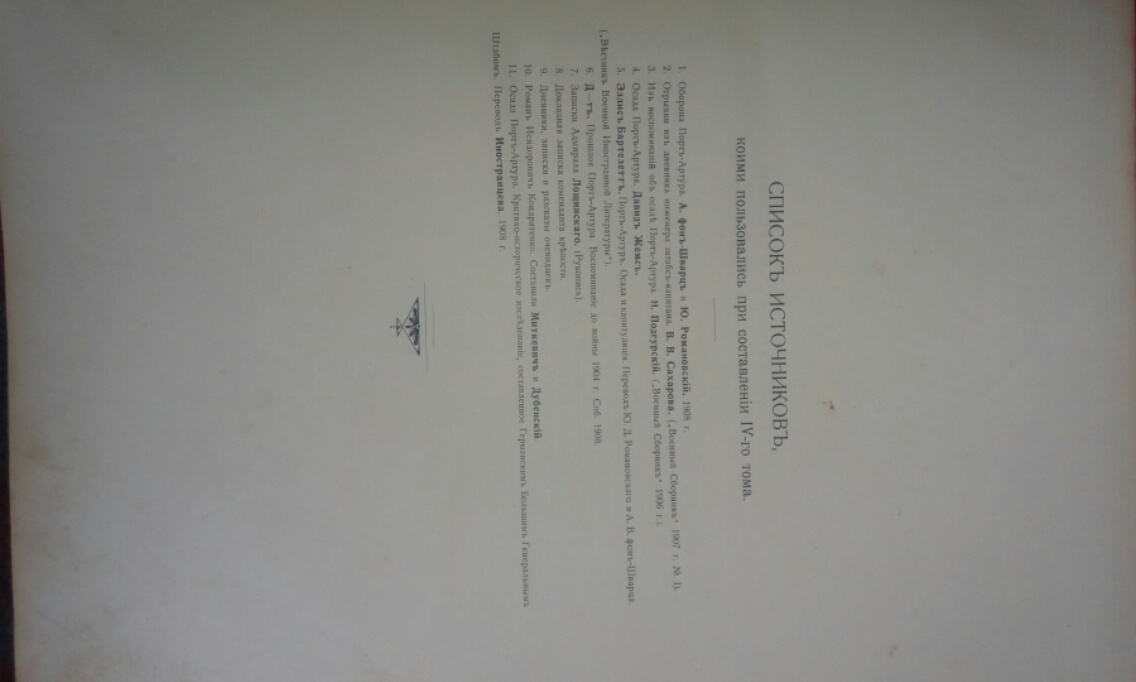 СПИСОКЪ ИСТОЧНИКОВЪ,
коими пользовались при составленіи IV-го тома.
1. Оборона Портъ-Артура. А. фонъ-Шварцъ и Ю. Романовскій, 1908 г.
2. Отрывки изъ дневника инженера штабсъ-капитана. В. В. Сахарова. („Военный Сборникъ“ 1907 г. № 1).
3. Изъ воспоминаній объ осадѣ Портъ-Артура. Н. Подгурскій. („Военный Сборникъ“ 1906 г.).
4. Осада Портъ-Артура. Давидъ Жемсъ.
5. Эллисъ Бартелеттъ. Портъ-Артуръ. Осада и капитуляція. Переводъ Ю. Д. Романовскаго и А. В. фонъ-Шварца
(„Вѣстникъ Военной Иностранной Литературы“).
6. Д—тъ. Прошлое Портъ-Артура. Воспоминаніе до войны 1904 г. Спб. 1908.
7. Записки Адмирала Лощинскаго. (Рукопись).
8. Докладная записка коменданта крѣпости.
9. Дневники, записки и разсказы очевидцевъ.
10. Романъ Исидоровичъ Кондратенко. Составили Миткевичъ и Дубенскій.
11. Осада Портъ-Артура. Критико-историческое изслѣдованіе, составленное Германскимъ Большимъ Генеральнымъ
Штабомъ. Переводъ Иностранцева. 1908 г.